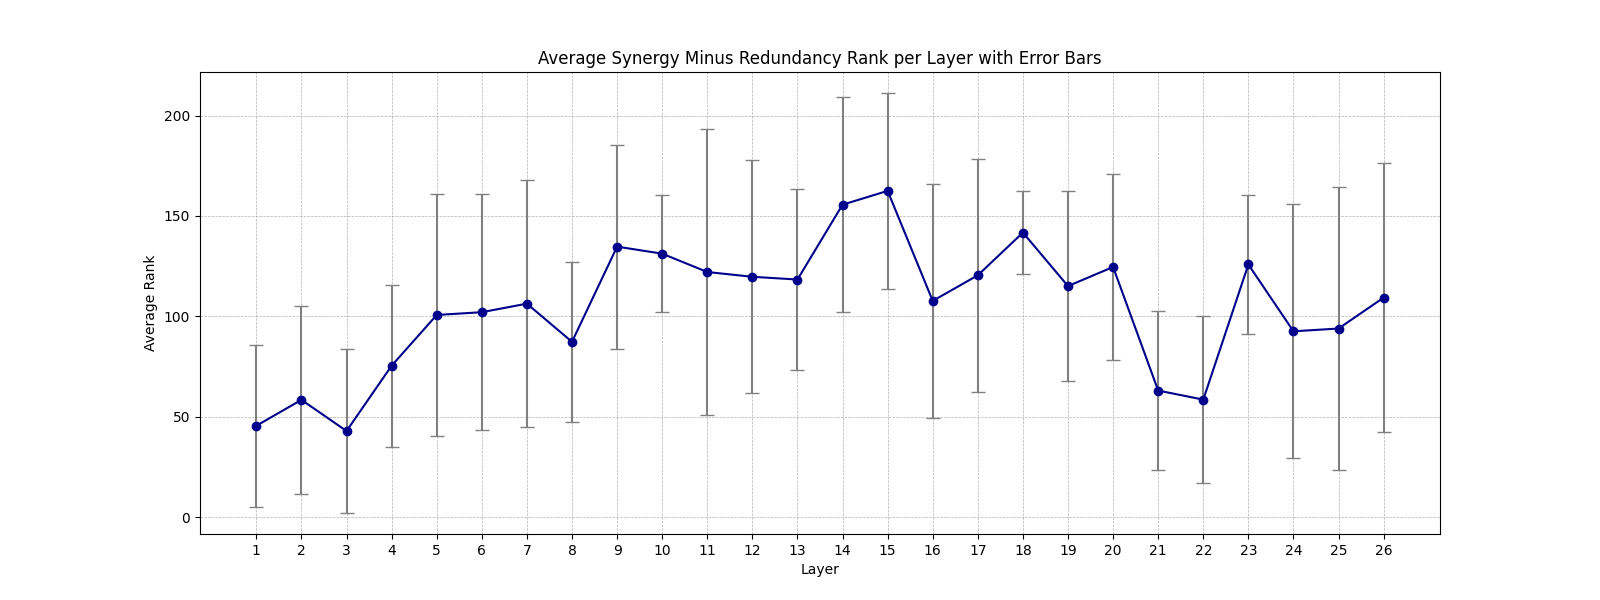 Average Synergy Minus Redundancy Rank per Layer with Error Bars
200
150
100
50
0
Average Rank
1 2 3 4 5 6 7 8 9 10 11 12 13 14 15 16 17 18 19 20 21 22 23 24 25 26
Layer